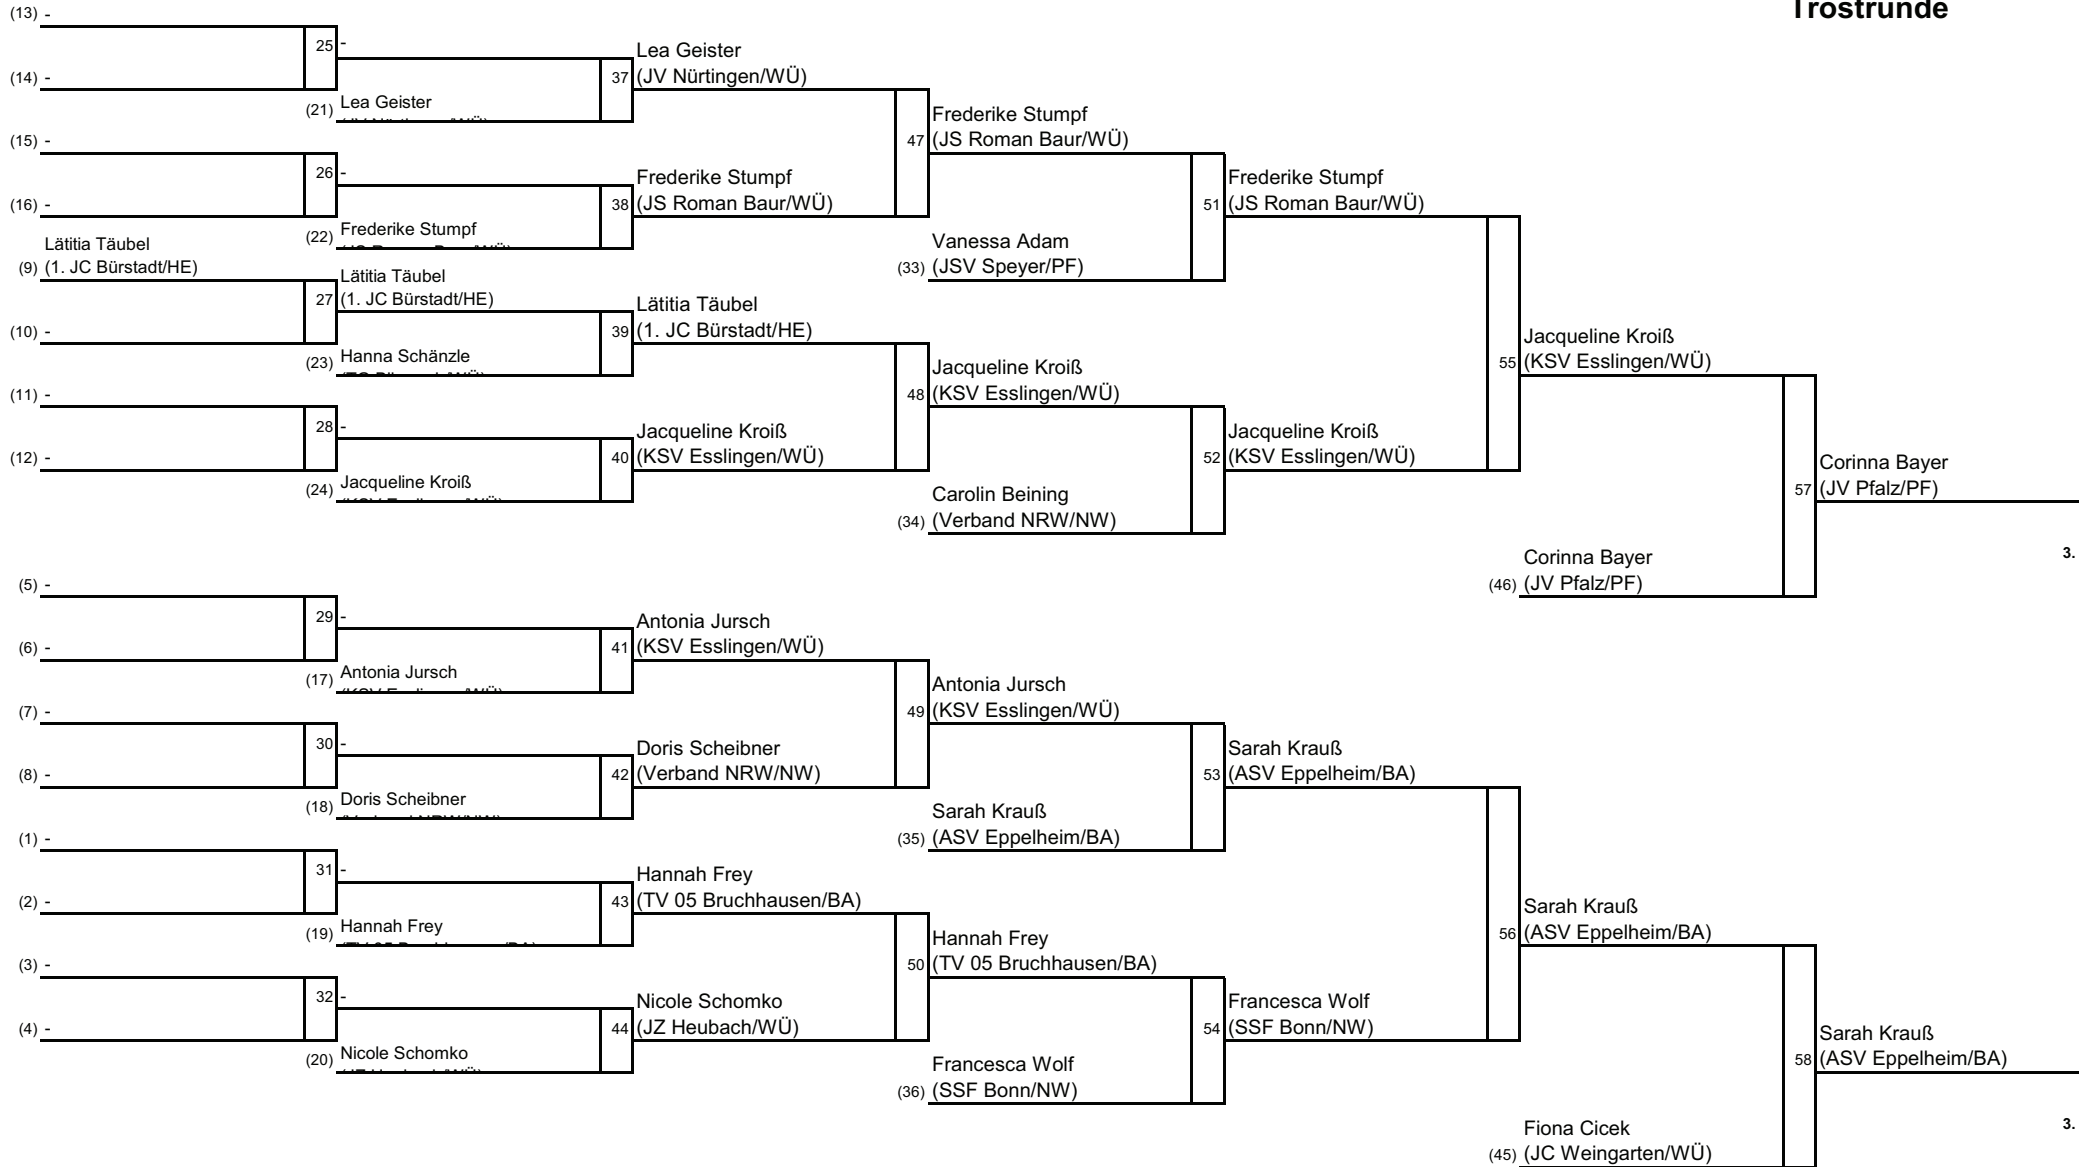 Trostrunde
(13) -
25 -
(14) -
(21) Lea Geister
37
Lea Geister
(JV Nürtingen/WÜ)
(15) -
26 -
(16) -
(22) Frederike Stumpf
38
Frederike Stumpf
(JS Roman Baur/WÜ)
47
Frederike Stumpf
(JS Roman Baur/WÜ)
Vanessa Adam
(33) (JSV Speyer/PF)
51
Frederike Stumpf
(JS Roman Baur/WÜ)
Lätitia Täubel
(9) (1. JC Bürstadt/HE)
27
Lätitia Täubel
(1. JC Bürstadt/HE)
(10) -
(23) Hanna Schänzle
39
Lätitia Täubel
(1. JC Bürstadt/HE)
(11) -
28 -
(12) -
(24) Jacqueline Kroiß
40
Jacqueline Kroiß
(KSV Esslingen/WÜ)
48
Jacqueline Kroiß
(KSV Esslingen/WÜ)
Carolin Beining
(34) (Verband NRW/NW)
52
Jacqueline Kroiß
(KSV Esslingen/WÜ)
55
Jacqueline Kroiß
(KSV Esslingen/WÜ)
Corinna Bayer
(46) (JV Pfalz/PF)
57
Corinna Bayer
(JV Pfalz/PF)
3.
(5) -
29 -
(6) -
(17) Antonia Jursch
41
Antonia Jursch
(KSV Esslingen/WÜ)
(7) -
30 -
(8) -
(18) Doris Scheibner
42
Doris Scheibner
(Verband NRW/NW)
49
Antonia Jursch
(KSV Esslingen/WÜ)
Sarah Krauß
(35) (ASV Eppelheim/BA)
53
Sarah Krauß
(ASV Eppelheim/BA)
(1) -
31 -
(2) -
(19) Hannah Frey
43
Hannah Frey
(TV 05 Bruchhausen/BA)
(3) -
32 -
(4) -
(20) Nicole Schomko
44
Nicole Schomko
(JZ Heubach/WÜ)
50
Hannah Frey
(TV 05 Bruchhausen/BA)
Francesca Wolf
(36) (SSF Bonn/NW)
54
Francesca Wolf
(SSF Bonn/NW)
56
Sarah Krauß
(ASV Eppelheim/BA)
Fiona Cicek
(45) (JC Weingarten/WÜ)
58
Sarah Krauß
(ASV Eppelheim/BA)
3.